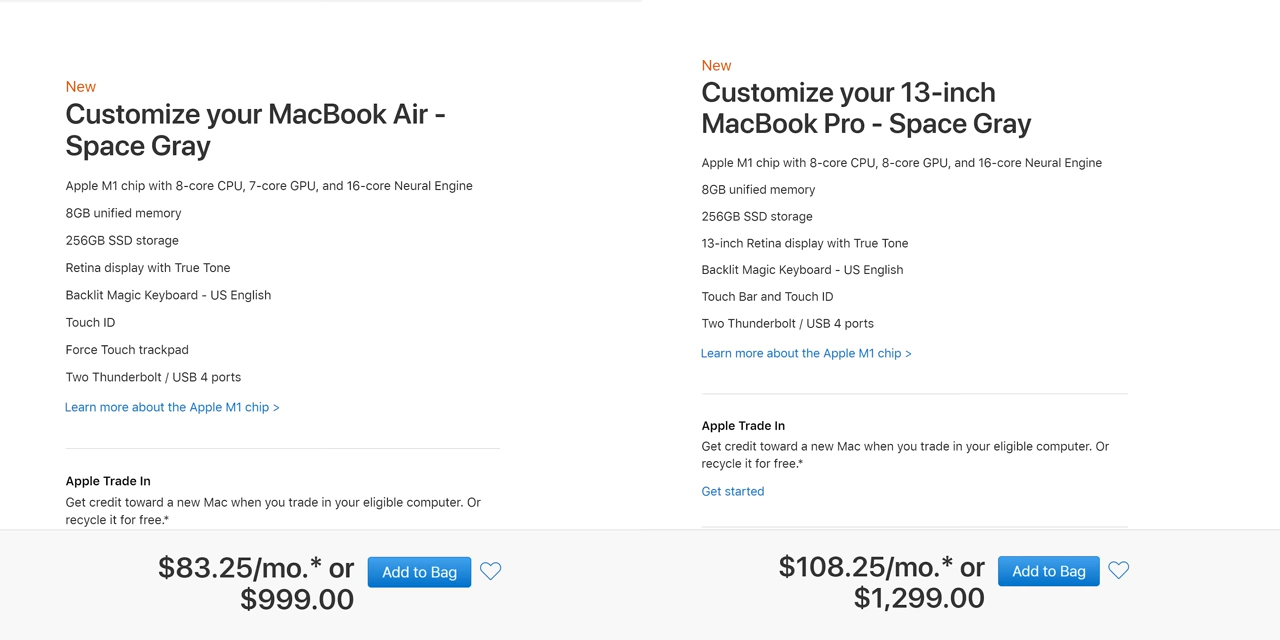 New
Customize your MacBook Air -
Space Gray
Apple M1 chip with 8-core CPU, 7-core GPU, and 16-core Neural Engine
8GB unified memory
256GB SSD storage
Retina display with True Tone
Backlit Magic Keyboard - US English
Touch ID
Force Touch trackpad
Two Thunderbolt / USB 4 ports
Learn more about the Apple M1 chip >
Apple Trade In
Get credit toward a new Mac when you trade in your eligible computer. Or
recycle it for free.*
$83.25/mo.* or
$999.00
Add to Bag
New
Customize your 13-inch
MacBook Pro - Space Gray
Apple M1 chip with 8-core CPU, 8-core GPU, and 16-core Neural Engine
8GB unified memory
256GB SSD storage
13-inch Retina display with True Tone
Backlit Magic Keyboard - US English
Touch Bar and Touch ID
Two Thunderbolt / USB 4 ports
Learn more about the Apple M1 chip >
Apple Trade In
Get credit toward a new Mac when you trade in your eligible computer. Or
recycle it for free.*
Get started
$108.25/mo.* or
$1,299.00
Add to Bag